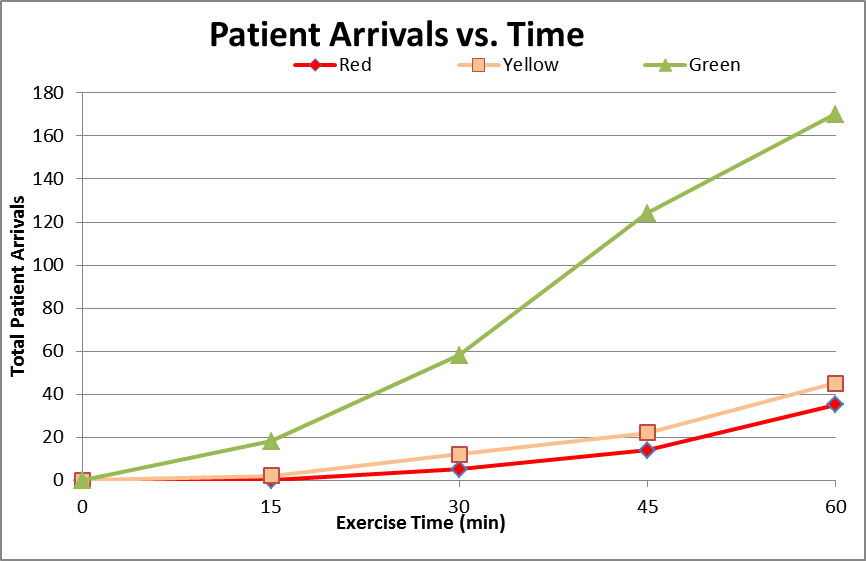 Patient Arrivals vs. Time
Red Yellow Green
180
160
140
120
100
80
60
40
20
0
Total Patient Arrivals
0 15 30 45 60
Exercise Time (min)